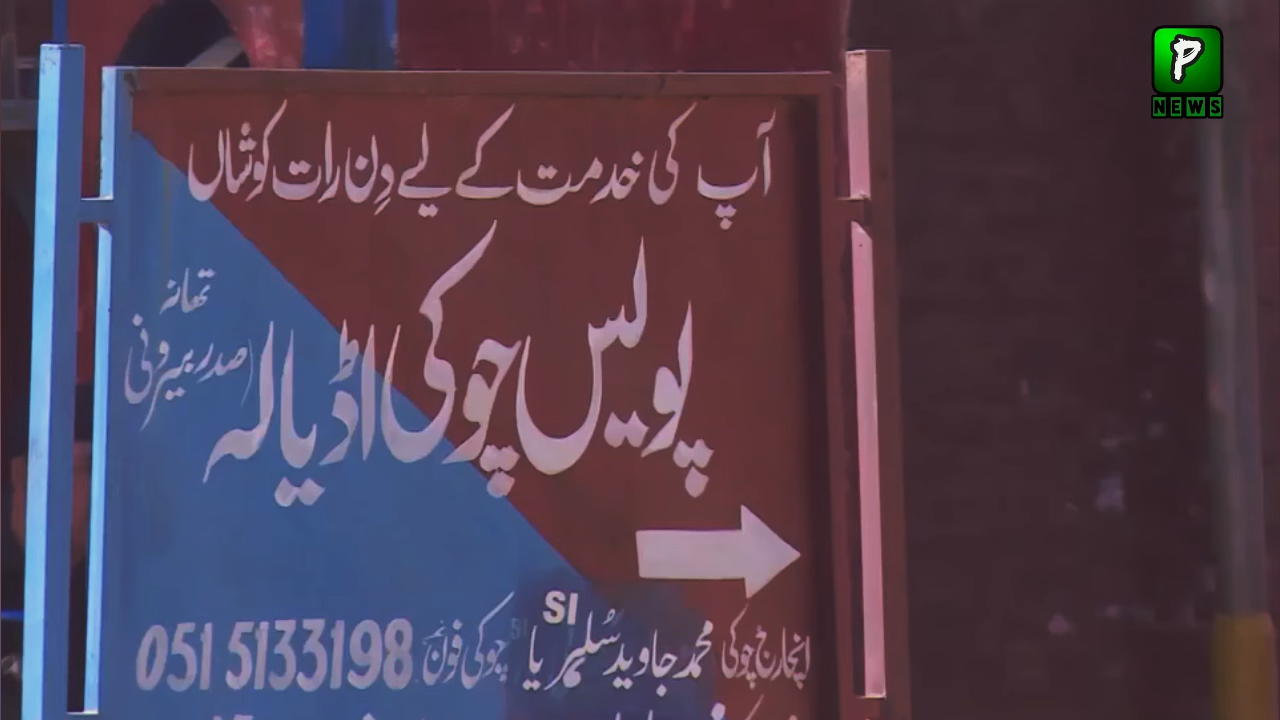 P
NEWS
آپ کی خدمت کے لیے دِن رات کوشاں
پولیس چوکی اڈیالہ
تھانہ
صدر بیرونی
انچارج چوکی محمد جاوید SI
چوکی فون 051 5133198